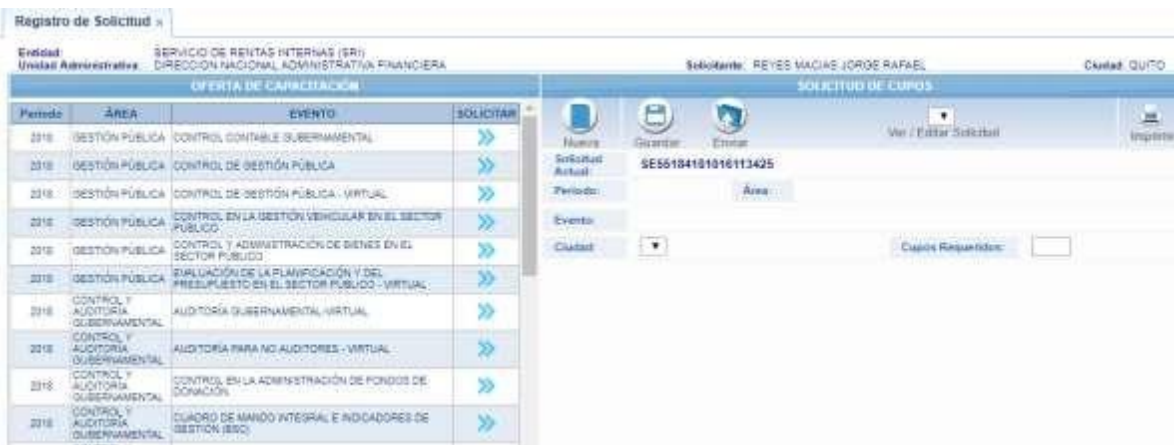 Registro de Solicitud »
Entidad: SERVICIO DE RENTAS INTERNAS (SRI)
Unidad Administrativa: DIRECCION NACIONAL ADMINISTRATIVA FINANCIERA
Solicitante: REYES MACIAS JORGE RAFAEL
Ciudad: QUITO
OFERTA DE CAPACITACIÓN
Periodo ÁREA EVENTO SOLICITAR
2018 GESTIÓN PÚBLICA CONTROL CONTABLE GUBERNAMENTAL
2018 GESTIÓN PÚBLICA CONTROL DE GESTIÓN PÚBLICA
2018 GESTIÓN PÚBLICA CONTROL DE GESTIÓN PÚBLICA - VIRTUAL
2018 GESTIÓN PÚBLICA CONTROL EN LA GESTIÓN VEHICULAR EN EL SECTOR
PÚBLICO
2018 GESTIÓN PÚBLICA CONTROL Y ADMINISTRACIÓN DE BIENES EN EL
SECTOR PÚBLICO
2018 GESTIÓN PÚBLICA EVALUACIÓN DE LA PLANIFICACIÓN Y DEL
PRESUPUESTO EN EL SECTOR PÚBLICO - VIRTUAL
CONTROL Y
2018 AUDITORÍA AUDITORÍA GUBERNAMENTAL-VIRTUAL
GUBERNAMENTAL
CONTROL Y
2018 AUDITORÍA AUDITORÍA PARA NO AUDITORES - VIRTUAL
GUBERNAMENTAL
CONTROL Y
2018 AUDITORÍA CONTROL EN LA ADMINISTRACIÓN DE FONDOS DE
GUBERNAMENTAL DONACIÓN
CONTROL Y
2018 AUDITORÍA CUADRO DE MANDO INTEGRAL E INDICADORES DE
GUBERNAMENTAL GESTIÓN (BSC)
SOLICITUD DE CUPOS
Nueva Guardar Enviar Ver / Editar Solicitud Imprimir
Solicitud
Actual: SE55184101016113425
Periodo: Área:
Evento:
Ciudad: Cupos Requeridos: